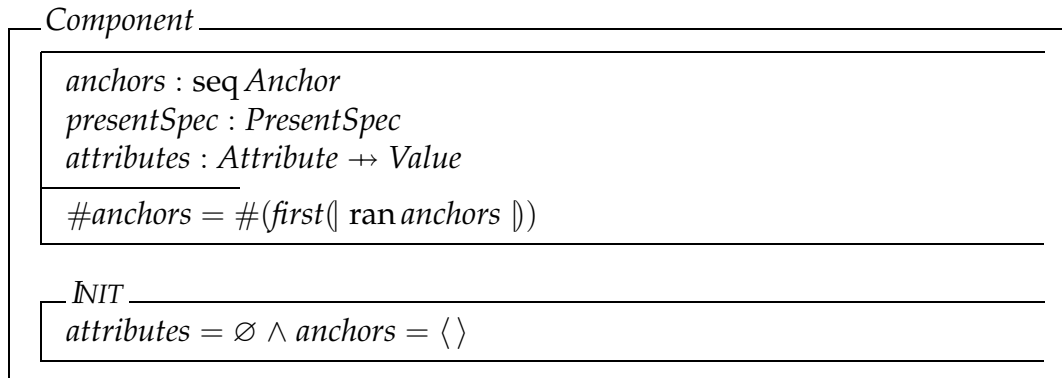 Component
anchors : seq Anchor
presentSpec : PresentSpec
attributes : Attribute ⇸ Value
#anchors = #(first⦇ ran anchors ⦈)
INIT
attributes = ∅ ∧ anchors = ⟨ ⟩